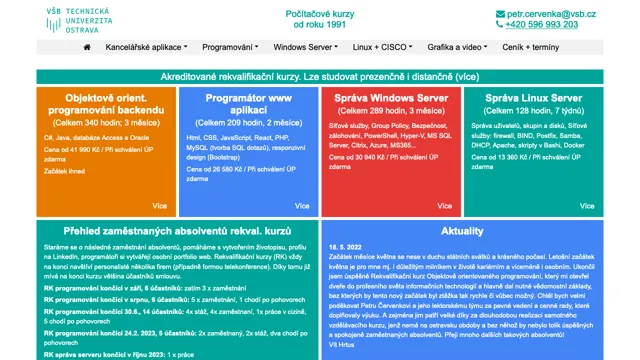 VŠB TECHNICKÁ
UNIVERZITA
OSTRAVA
Počítačové kurzy
od roku 1991
petr.cervenka@vsb.cz
+420 596 993 203
Kancelářské aplikace
Programování
Windows Server
Linux + CISCO
Grafika a video
Ceník + termíny
Akreditované rekvalifikační kurzy. Lze studovat prezenčně i distančně (více)
Objektově orient.
programování backendu
(Celkem 340 hodin; 3 měsíce)
C#, Java, databáze Access a Oracle
Cena od 41 990 Kč / Při schválení ÚP
zdarma
Začátek ihned
Více
Programátor www
aplikací
(Celkem 209 hodin, 2 měsíce)
Html, CSS, JavaScript, React, PHP,
MySQL (tvorba SQL dotazů), responzivní
design (Bootstrap)
Cena od 26 580 Kč / Při schválení ÚP
zdarma
Více
Správa Windows Server
(Celkem 289 hodin, 3 měsíce)
Síťové služby, Group Policy, Bezpečnost,
zálohování, PowerShell, Hyper-V, MS SQL
Server, Citrix, Azure, MS365...
Cena od 30 940 Kč / Při schválení ÚP
zdarma
Více
Správa Linux Server
(Celkem 128 hodin, 7 týdnů)
Správa uživatelů, skupin a disků, Síťové
služby: firewall, BIND, Postfix, Samba,
DHCP, Apache, skripty v Bashi, Docker
Cena od 13 360 Kč / Při schválení ÚP
zdarma
Více
Přehled zaměstnaných absolventů rekval. kurzů
Staráme se o následné zaměstnání absolventů, pomáháme s vytvořením životopisu, profilu
na LinkedIn, programátoři si vytvářejí osobní portfolio web. Rekvalifikační kurzy (RK) vždy
na konci navštíví personalisté několika firem (případně formou telekonference). Díky tomu již
mívá na konci kurzu většina účastníků smlouvu.
RK programování končící v září, 6 účastníků: zatím 3 x zaměstnání
RK programování končící v srpnu, 6 účastníků: 5 x zaměstnání, 1 chodí po pohovorech
RK programování končící 30.6., 14 účastníků: 4x stáž, 4x zaměstnaní, 1x práce v cizině,
5 chodí po pohovorech
RK programování končící 24.2. 2023, 5 účastníků: 2x zaměstnaný, 2x stáž, dva chodí po
pohovorech
RK správa serveru končící v říjnu 2023: 1 x práce
Aktuality
18. 5. 2022
Začátek měsíce května se nese v duchu státních svátků a krásného počasí. Letošní začátek
května je pro mne mj. i důležitým milníkem v životě kariérním a víceméně i osobním. Ukončil
jsem úspěšně Rekvalifikační kurz Objektově orientovaného programování, který mi otevřel
dveře do profesního světa informačních technologií a hlavně dal nutné vědomostní základy,
bez kterých by tento nový začátek byl ztěžka tak rychle či vůbec možný. Chtěl bych velmi
poděkovat Petru Červenkovi a jeho lektorskému týmu za pevné vedení a cenné rady, které
doplňovaly výuku. A zejména jim patří velké díky za dlouhodobou realizaci samotného
vzdělávacího kurzu, jenž nemá na ostravsku obdoby a bez něhož by nebylo tolik úspěšných
a spokojeně zaměstnaných absolventů. Přeji mnoho dalších takových absolventů!
Vít Hrtus